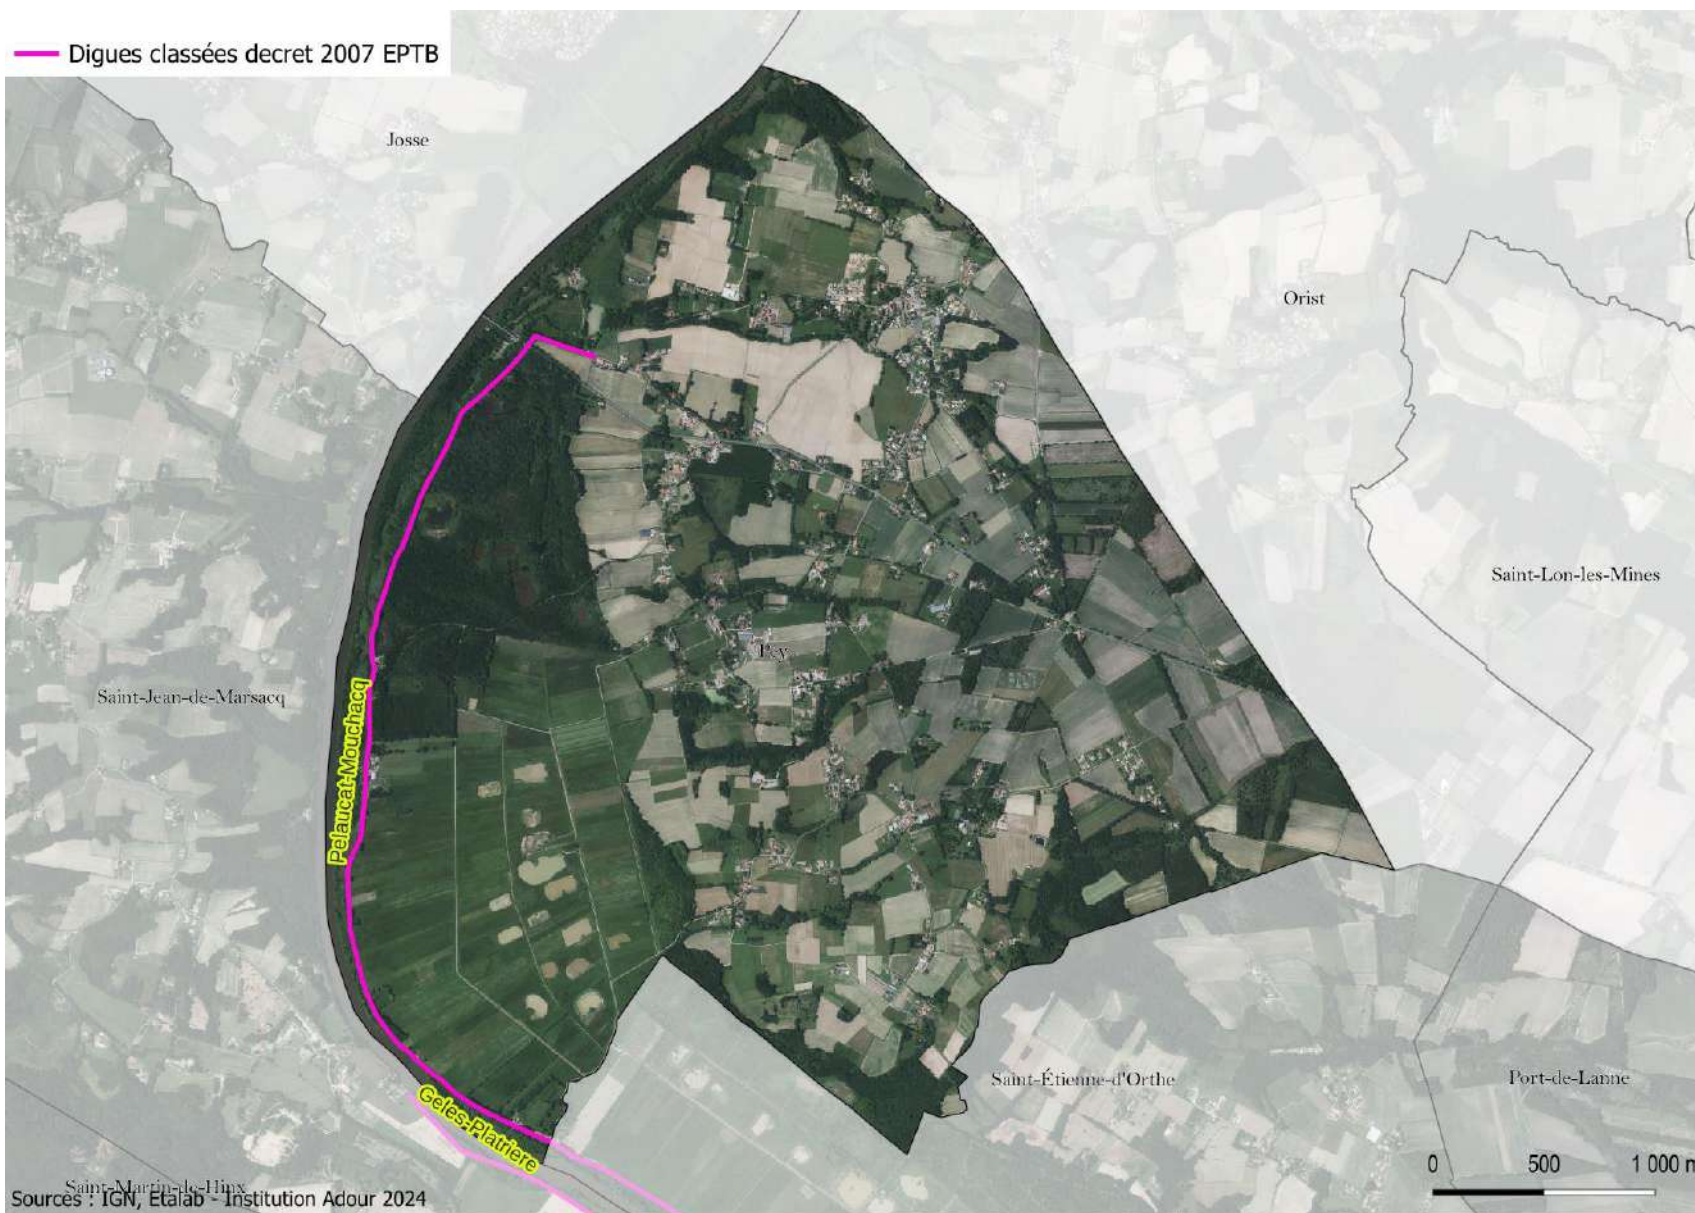 Digues classées decret 2007 EPTB
Josse
Orist
Saint-Lon-les-Mines
Pey
Saint-Jean-de-Marsacq
Pelaucat-Mouchacq
Saint-Étienne-d'Orthe
Port-de-Lanne
Geles-Platriere
0 500 1 000 m
Saint-Martin-de-Hinx
Sources : IGN, Etalab - Institution Adour 2024